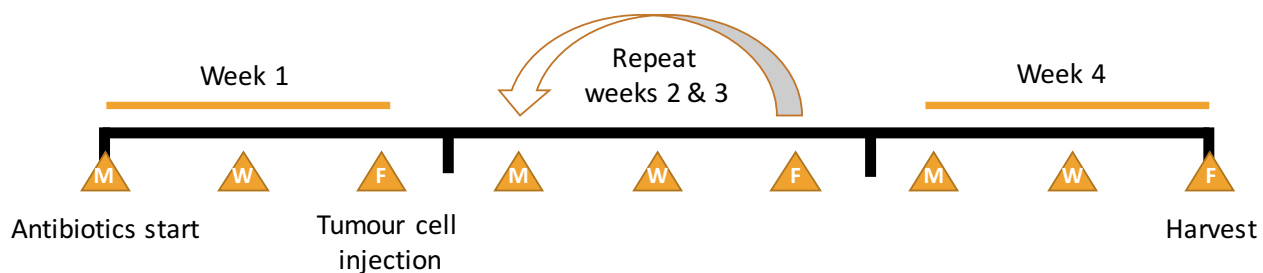 Week 1
Repeat
weeks 2 & 3
Week 4
M W F M W F M W F
Antibiotics start
Tumour cell
injection
Harvest